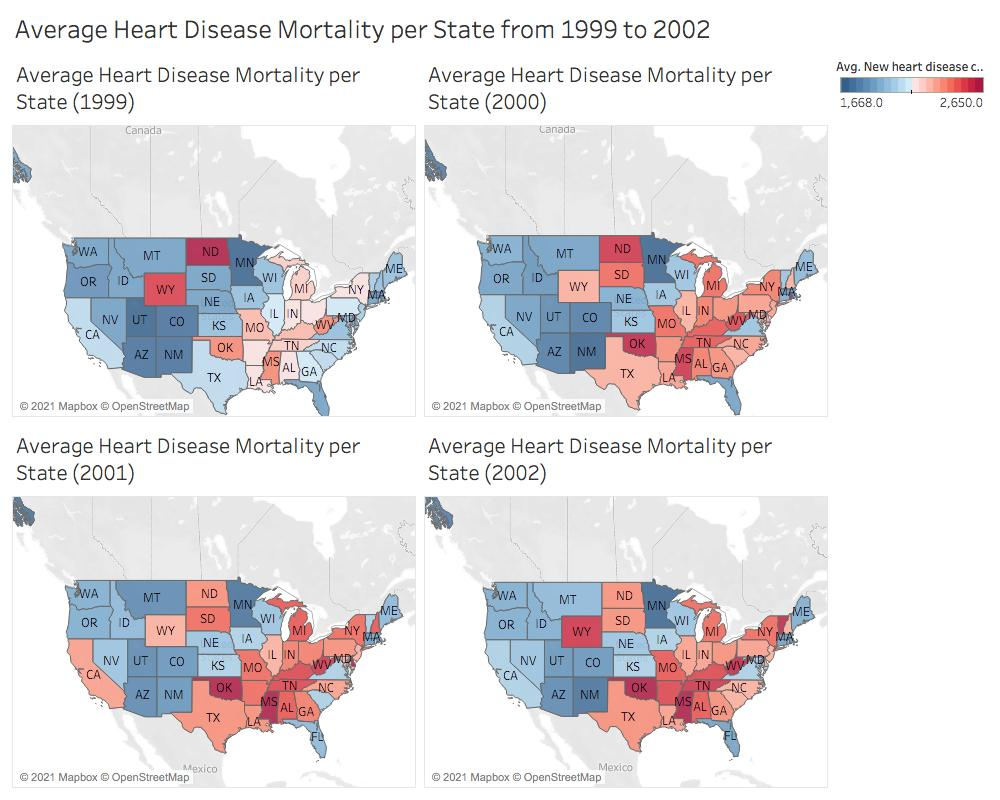 Average Heart Disease Mortality per State from 1999 to 2002
Average Heart Disease Mortality per
State (1999)
Canada
WA
MT
ND
MN
ME
OR
ID
SD
WI
MI
NY
MA
WY
NE
IA
NV
UT
CO
KS
MO
IL
IN
WV
MD
CA
AZ
NM
OK
TN
NC
TX
LA
MS
AL
GA
© 2021 Mapbox © OpenStreetMap
Average Heart Disease Mortality per
State (2000)
Canada
WA
MT
ND
MN
ME
OR
ID
SD
WI
MI
NY
MA
WY
NE
IA
NV
UT
CO
KS
MO
IL
IN
WV
MD
CA
AZ
NM
OK
TN
NC
TX
LA
MS
AL
GA
© 2021 Mapbox © OpenStreetMap
Avg. New heart disease c..
1,668.0
2,650.0
Average Heart Disease Mortality per
State (2001)
WA
MT
ND
MN
ME
OR
ID
SD
WI
MI
NY
MA
WY
NE
IA
NV
UT
CO
KS
MO
IL
IN
WV
MD
CA
AZ
NM
OK
TN
NC
TX
LA
MS
AL
GA
FL
Mexico
© 2021 Mapbox © OpenStreetMap
Average Heart Disease Mortality per
State (2002)
WA
MT
ND
MN
ME
OR
ID
SD
WI
MI
NY
MA
WY
NE
IA
NV
UT
CO
KS
MO
IL
IN
WV
MD
CA
AZ
NM
OK
TN
NC
TX
LA
MS
AL
GA
FL
Mexico
© 2021 Mapbox © OpenStreetMap